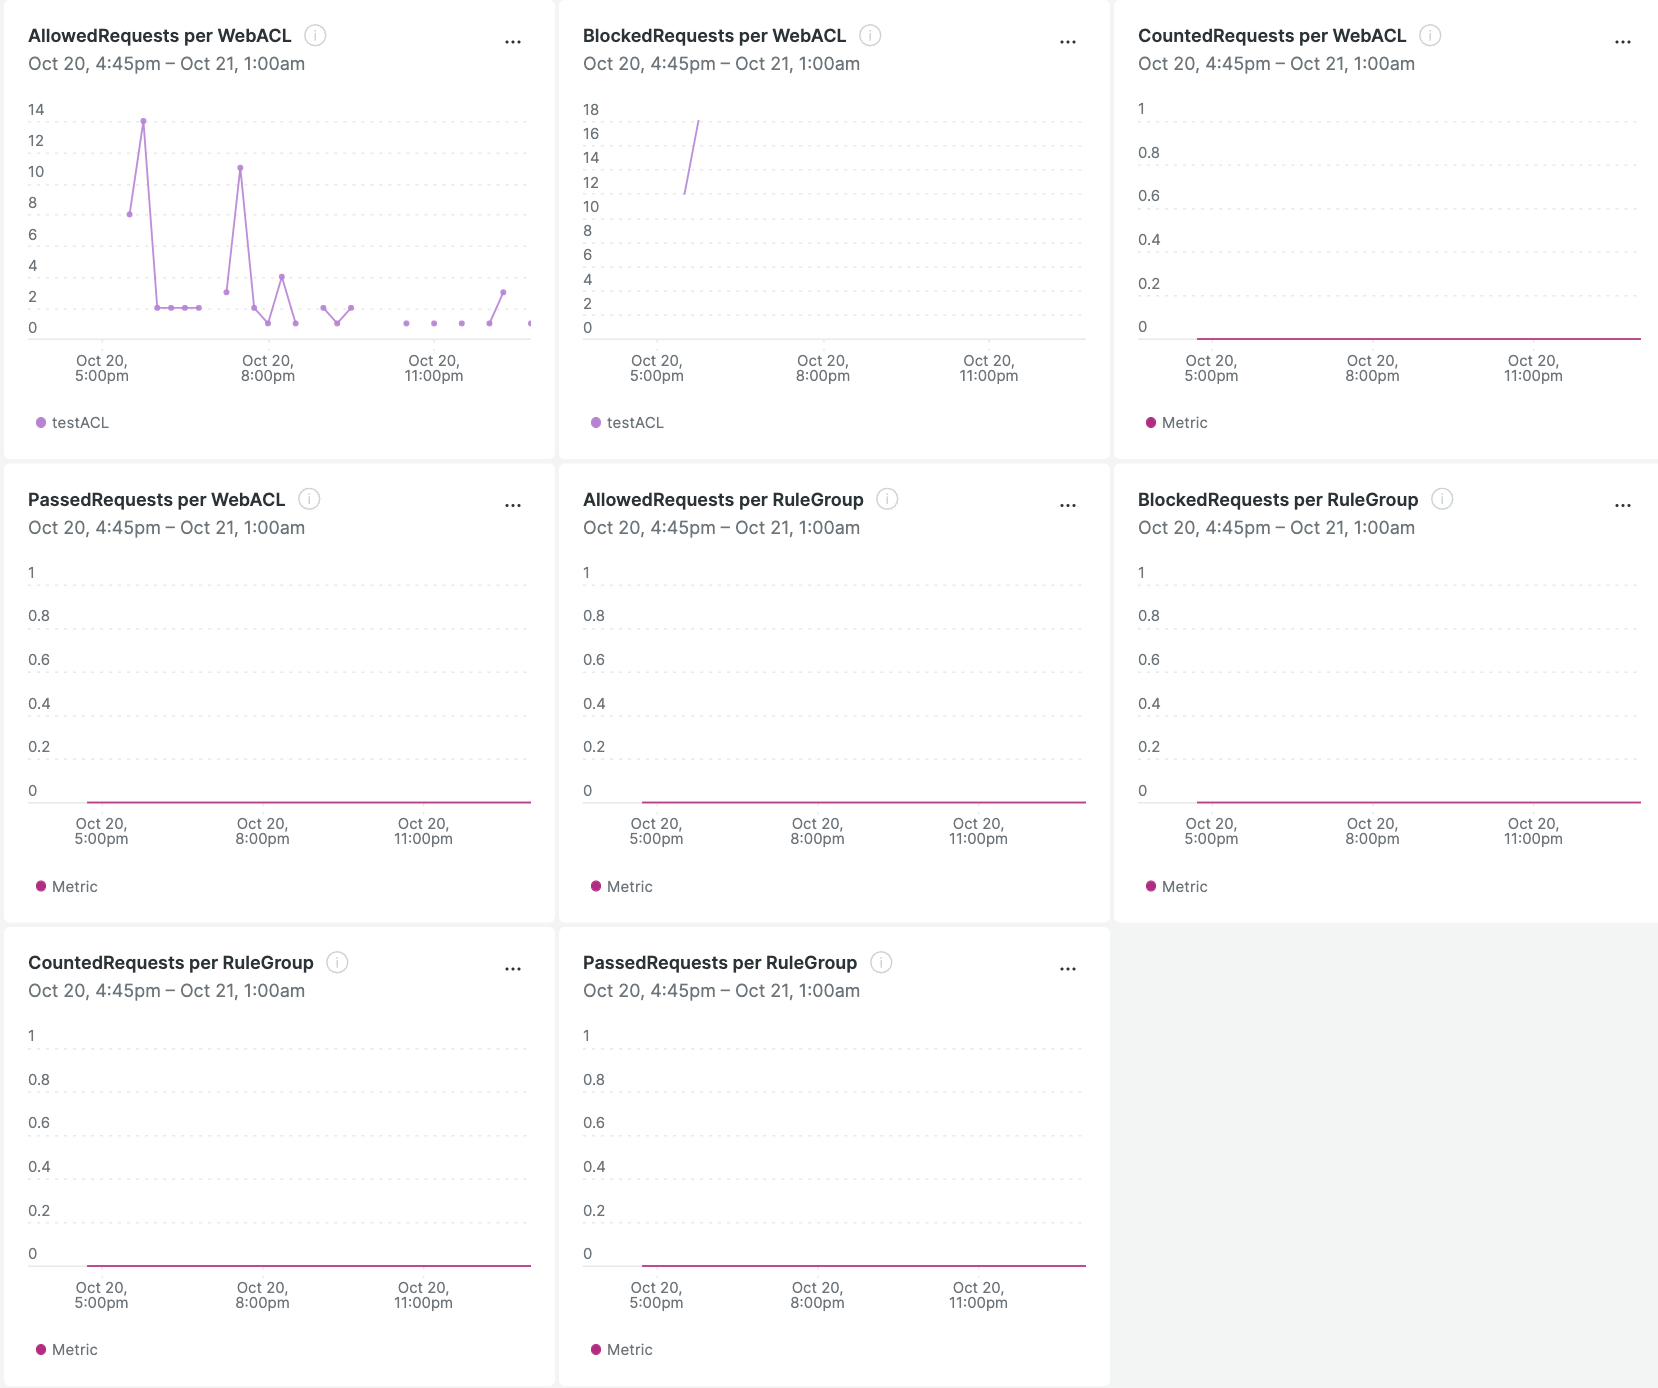 AllowedRequests per WebACL
Oct 20, 4:45pm – Oct 21, 1:00am
14
12
10
8
6
4
2
0
Oct 20,
5:00pm
Oct 20,
8:00pm
Oct 20,
11:00pm
testACL
BlockedRequests per WebACL
Oct 20, 4:45pm – Oct 21, 1:00am
18
16
14
12
10
8
6
4
2
0
Oct 20,
5:00pm
Oct 20,
8:00pm
Oct 20,
11:00pm
testACL
CountedRequests per WebACL
Oct 20, 4:45pm – Oct 21, 1:00am
1
0.8
0.6
0.4
0.2
0
Oct 20,
5:00pm
Oct 20,
8:00pm
Oct 20,
11:00pm
Metric
PassedRequests per WebACL
Oct 20, 4:45pm – Oct 21, 1:00am
1
0.8
0.6
0.4
0.2
0
Oct 20,
5:00pm
Oct 20,
8:00pm
Oct 20,
11:00pm
Metric
AllowedRequests per RuleGroup
Oct 20, 4:45pm – Oct 21, 1:00am
1
0.8
0.6
0.4
0.2
0
Oct 20,
5:00pm
Oct 20,
8:00pm
Oct 20,
11:00pm
Metric
BlockedRequests per RuleGroup
Oct 20, 4:45pm – Oct 21, 1:00am
1
0.8
0.6
0.4
0.2
0
Oct 20,
5:00pm
Oct 20,
8:00pm
Oct 20,
11:00pm
Metric
CountedRequests per RuleGroup
Oct 20, 4:45pm – Oct 21, 1:00am
1
0.8
0.6
0.4
0.2
0
Oct 20,
5:00pm
Oct 20,
8:00pm
Oct 20,
11:00pm
Metric
PassedRequests per RuleGroup
Oct 20, 4:45pm – Oct 21, 1:00am
1
0.8
0.6
0.4
0.2
0
Oct 20,
5:00pm
Oct 20,
8:00pm
Oct 20,
11:00pm
Metric